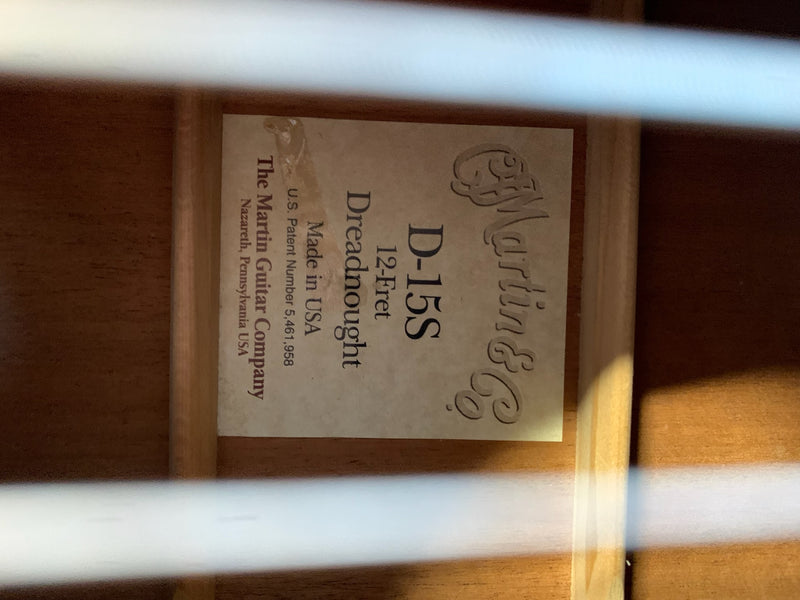 CF Martin & Co.
D-15S
12-Fret
Dreadnought
Made in USA
U.S. Patent Number 5,461,958
The Martin Guitar Company
Nazareth, Pennsylvania USA